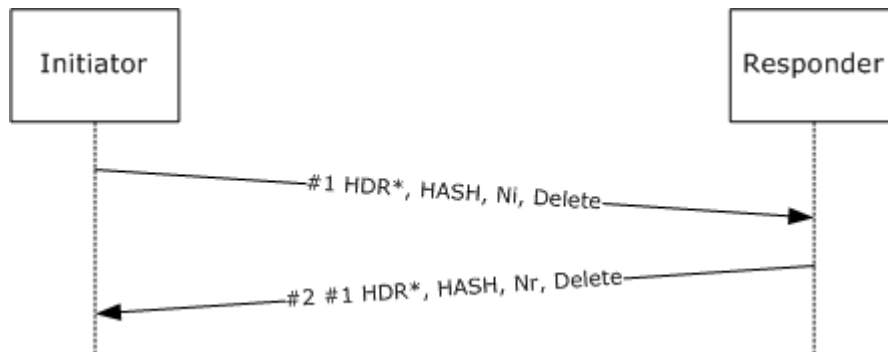 Initiator
Responder
#1 HDR*, HASH, Ni, Delete
#2 #1 HDR*, HASH, Nr, Delete